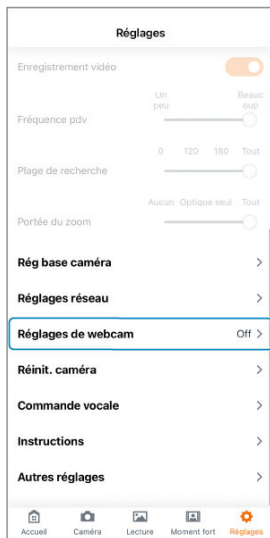 Réglages
Enregistrement vidéo
Un peu Beauc oup
Fréquence pdv
0 120 180 Tout
Plage de recherche
Aucun Optique seul Tout
Portée du zoom
Rég base caméra
Réglages réseau
Réglages de webcam Off
Réinit. caméra
Commande vocale
Instructions
Autres réglages
Accueil Caméra Lecture Moment fort Réglages